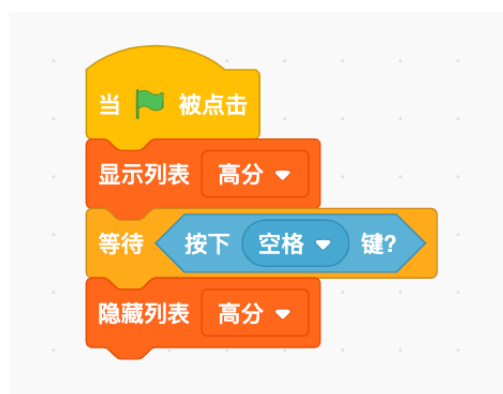 当 被点击
显示列表 高分
等待 按下 空格 键?
隐藏列表 高分